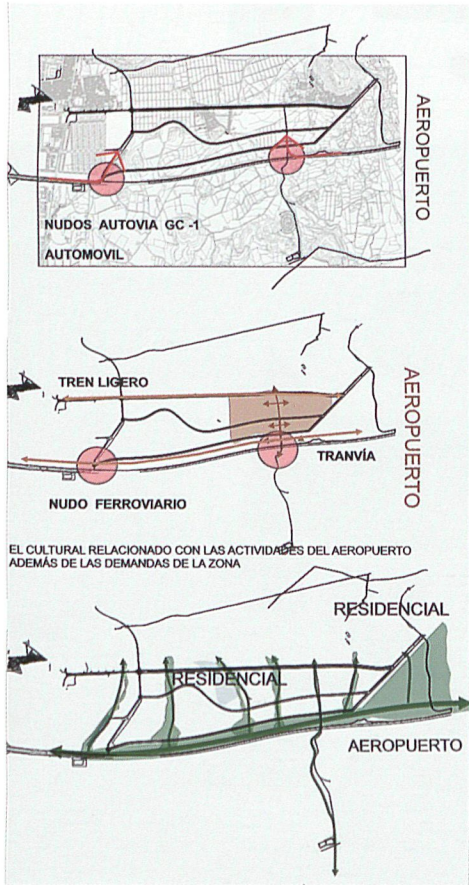 AEROPUERTO
NUDOS AUTOVIA GC -1
AUTOMOVIL
TREN LIGERO
AEROPUERTO
TRANVÍA
NUDO FERROVIARIO
EL CULTURAL RELACIONADO CON LAS ACTIVIDADES DEL AEROPUERTO
ADEMÁS DE LAS DEMANDAS DE LA ZONA
RESIDENCIAL
RESIDENCIAL
AEROPUERTO